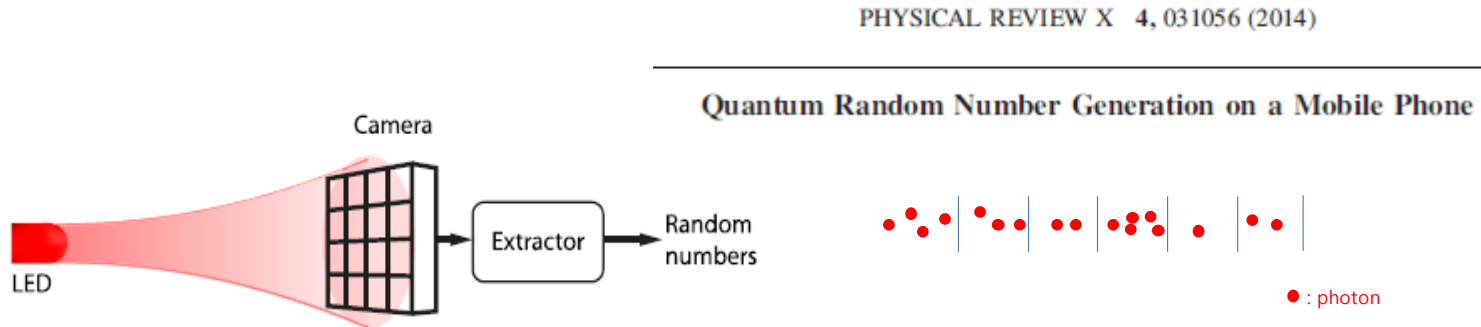 PHYSICAL REVIEW X 4, 031056 (2014)
Quantum Random Number Generation on a Mobile Phone
Camera
LED
Extractor
Random
numbers
: photon